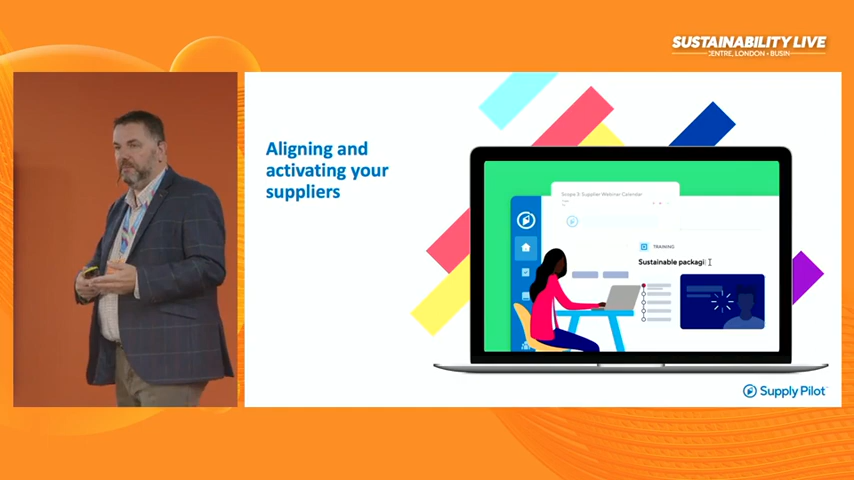 SUSTAINABILITY LIVE
CENTRE, LONDON • BUSIN
Aligning and
activating your
suppliers
Scope 3: Supplier Webinar Calendar
TRAINING
Sustainable packagi
Supply Pilot